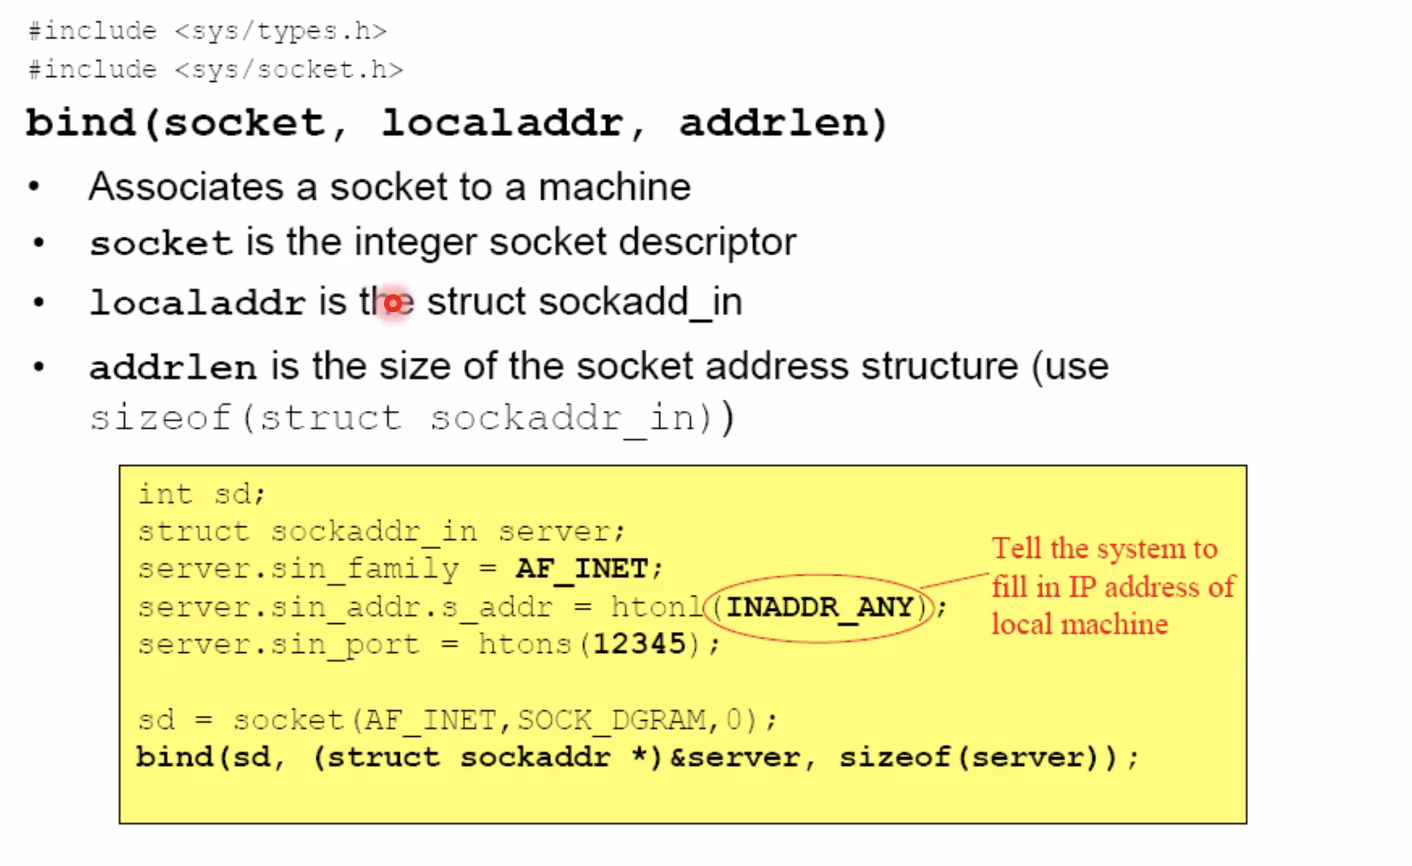 #include <sys/types.h>
#include <sys/socket.h>
bind(socket, localaddr, addrlen)
• Associates a socket to a machine
• socket is the integer socket descriptor
• localaddr is the struct sockadd_in
• addrlen is the size of the socket address structure (use
sizeof(struct sockaddr_in))
int sd;
struct sockaddr_in server;
server.sin_family = AF_INET;
server.sin_addr.s_addr = htonl(INADDR_ANY);
server.sin_port = htons(12345);
sd = socket(AF_INET,SOCK_DGRAM,0);
bind(sd, (struct sockaddr *)&server, sizeof(server));
Tell the system to
fill in IP address of
local machine